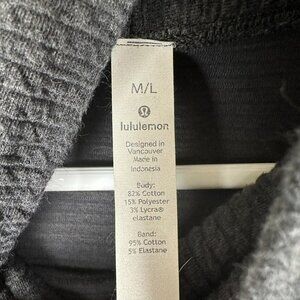 M/L
lululemon
Designed in
Vancouver
Made in
Indonesia
Body:
82% Cotton
15% Polyester
3% Lycra®
elastane
Band:
95% Cotton
5% Elastane